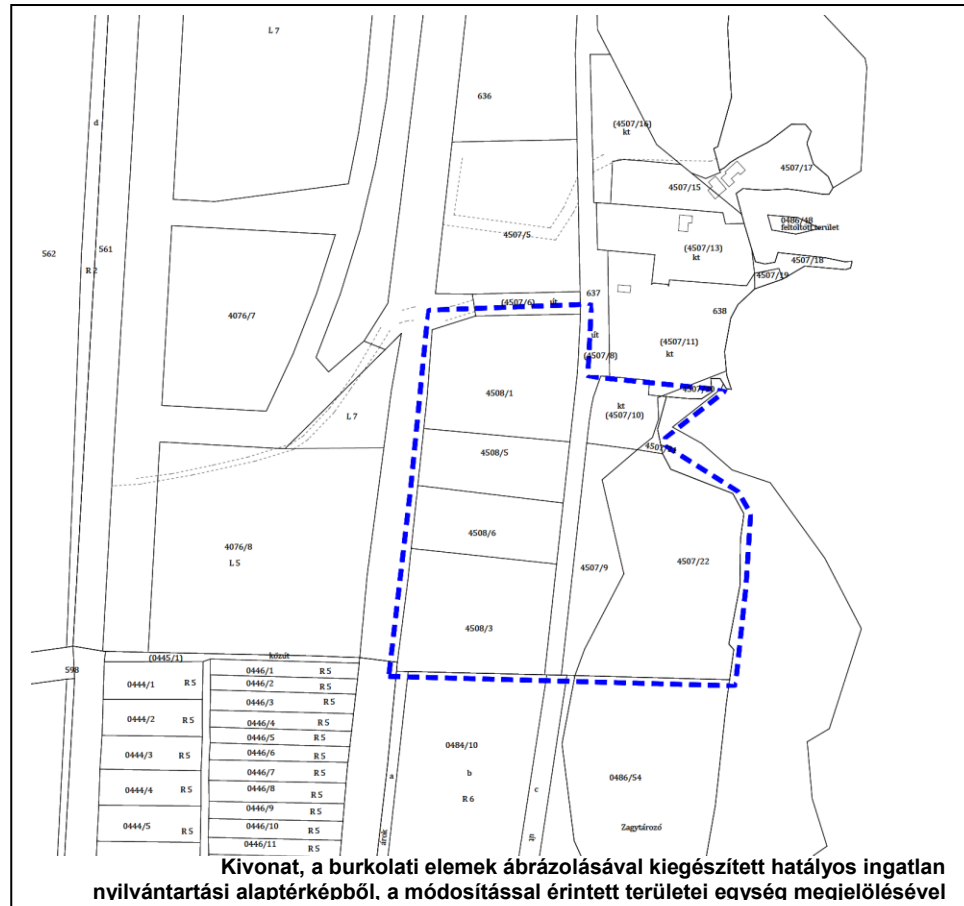 L 7
636
(4507/16)
kt
d
4507/17
4507/15
0486/48
feltöltött terület
4507/5
562
561
(4507/13)
kt
R 2
4507/18
4507/19
637
(4507/6) út
638
4076/7
út
(4507/11)
kt
(4507/8)
4508/1
kt
(4507/10)
L 7
4508/5
4508/6
4076/8
L 5
4507/9
4507/22
4508/3
(0445/1)
közút
598
0446/1 R 5
0444/1 R 5
0446/2 R 5
0446/3 R 5
0444/2 R 5
0446/4 R 5
0446/5 R 5
0484/10
0444/3 R 5
0446/6 R 5
0446/7 R 5
a
b
0486/54
0444/4 R 5
0446/8 R 5
c
R 6
0446/9 R 5
0444/5 R 5
0446/10 R 5
Zagytározó
árok
út
0446/11 R 5
Kivonat, a burkolati elemek ábrázolásával kiegészített hatályos ingatlan
nyilvántartási alaptérképből, a módosítással érintett területei egység megjelölésével